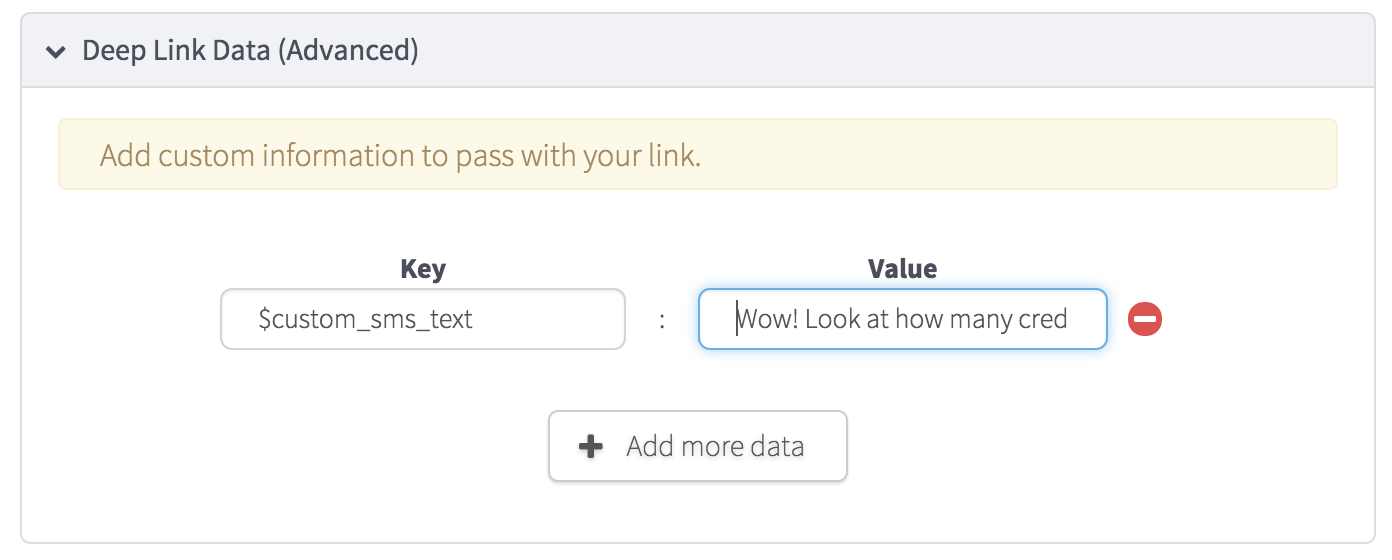 Deep Link Data (Advanced)
Add custom information to pass with your link.
Key Value
$custom_sms_text : Wow! Look at how many cred
Add more data